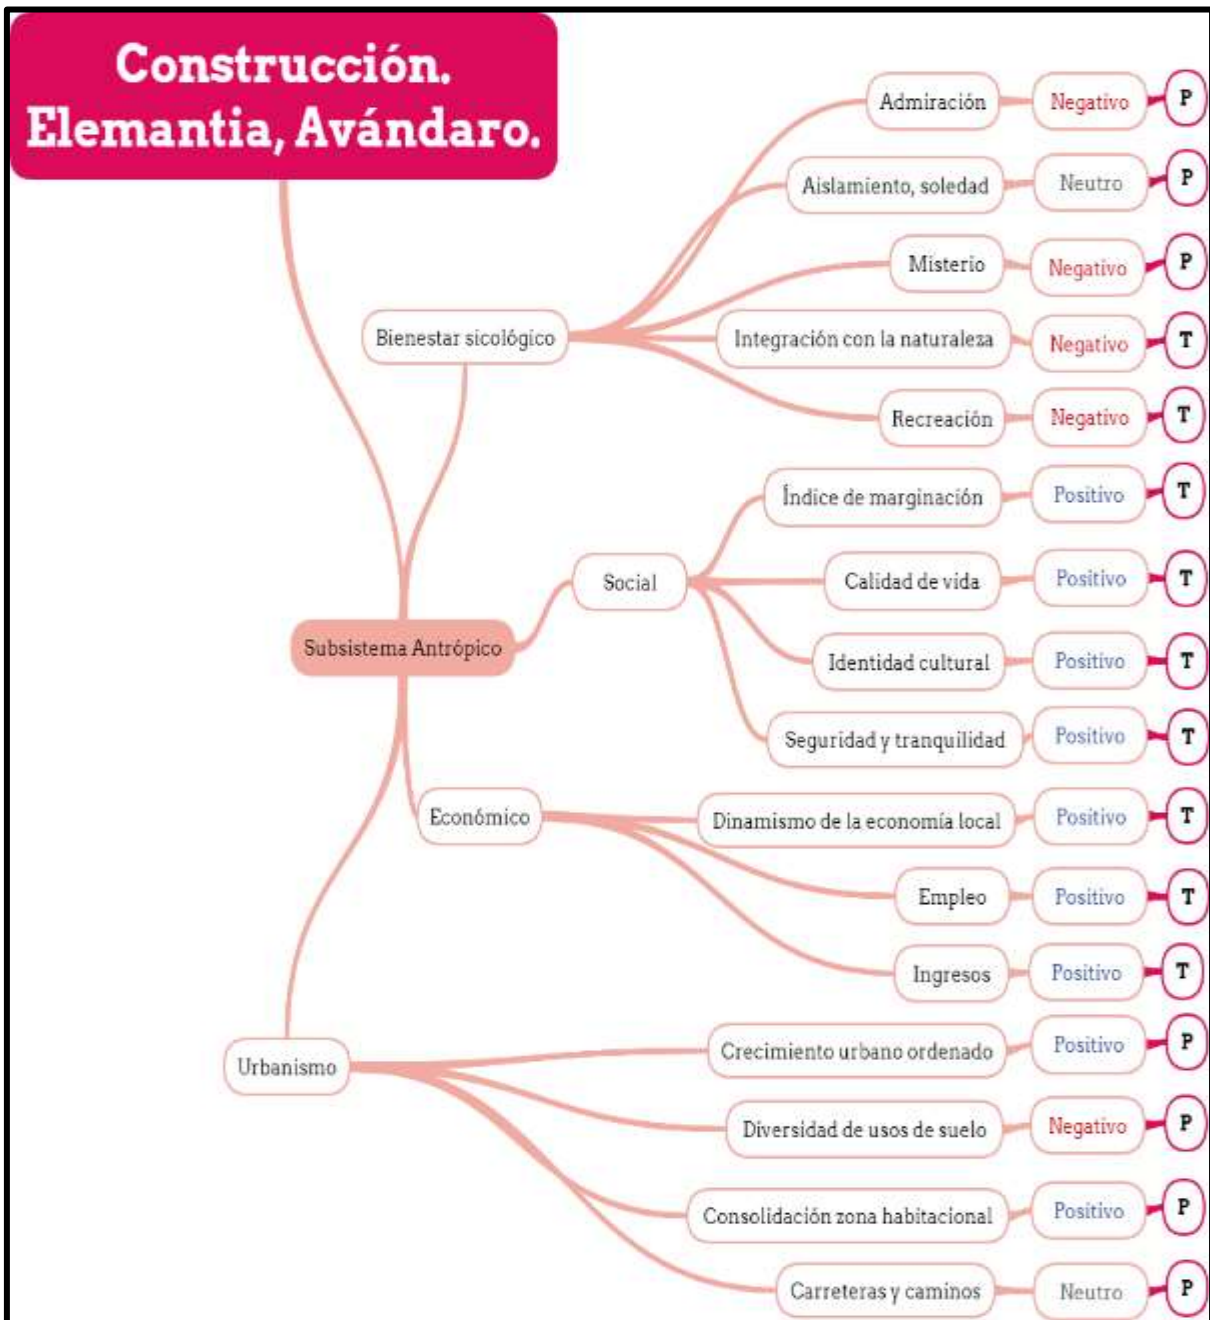 Construcción.
Elemantia, Avándaro.
Admiración Negativo P
Aislamiento, soledad Neutro P
Misterio Negativo P
Bienestar sicológico
Integración con la naturaleza Negativo T
Recreación Negativo T
Índice de marginación Positivo T
Social
Calidad de vida Positivo T
Subsistema Antrópico
Identidad cultural Positivo T
Seguridad y tranquilidad Positivo T
Económico
Dinamismo de la economía local Positivo T
Empleo Positivo T
Ingresos Positivo T
Urbanismo
Crecimiento urbano ordenado Positivo P
Diversidad de usos de suelo Negativo P
Consolidación zona habitacional Positivo P
Carreteras y caminos Neutro P